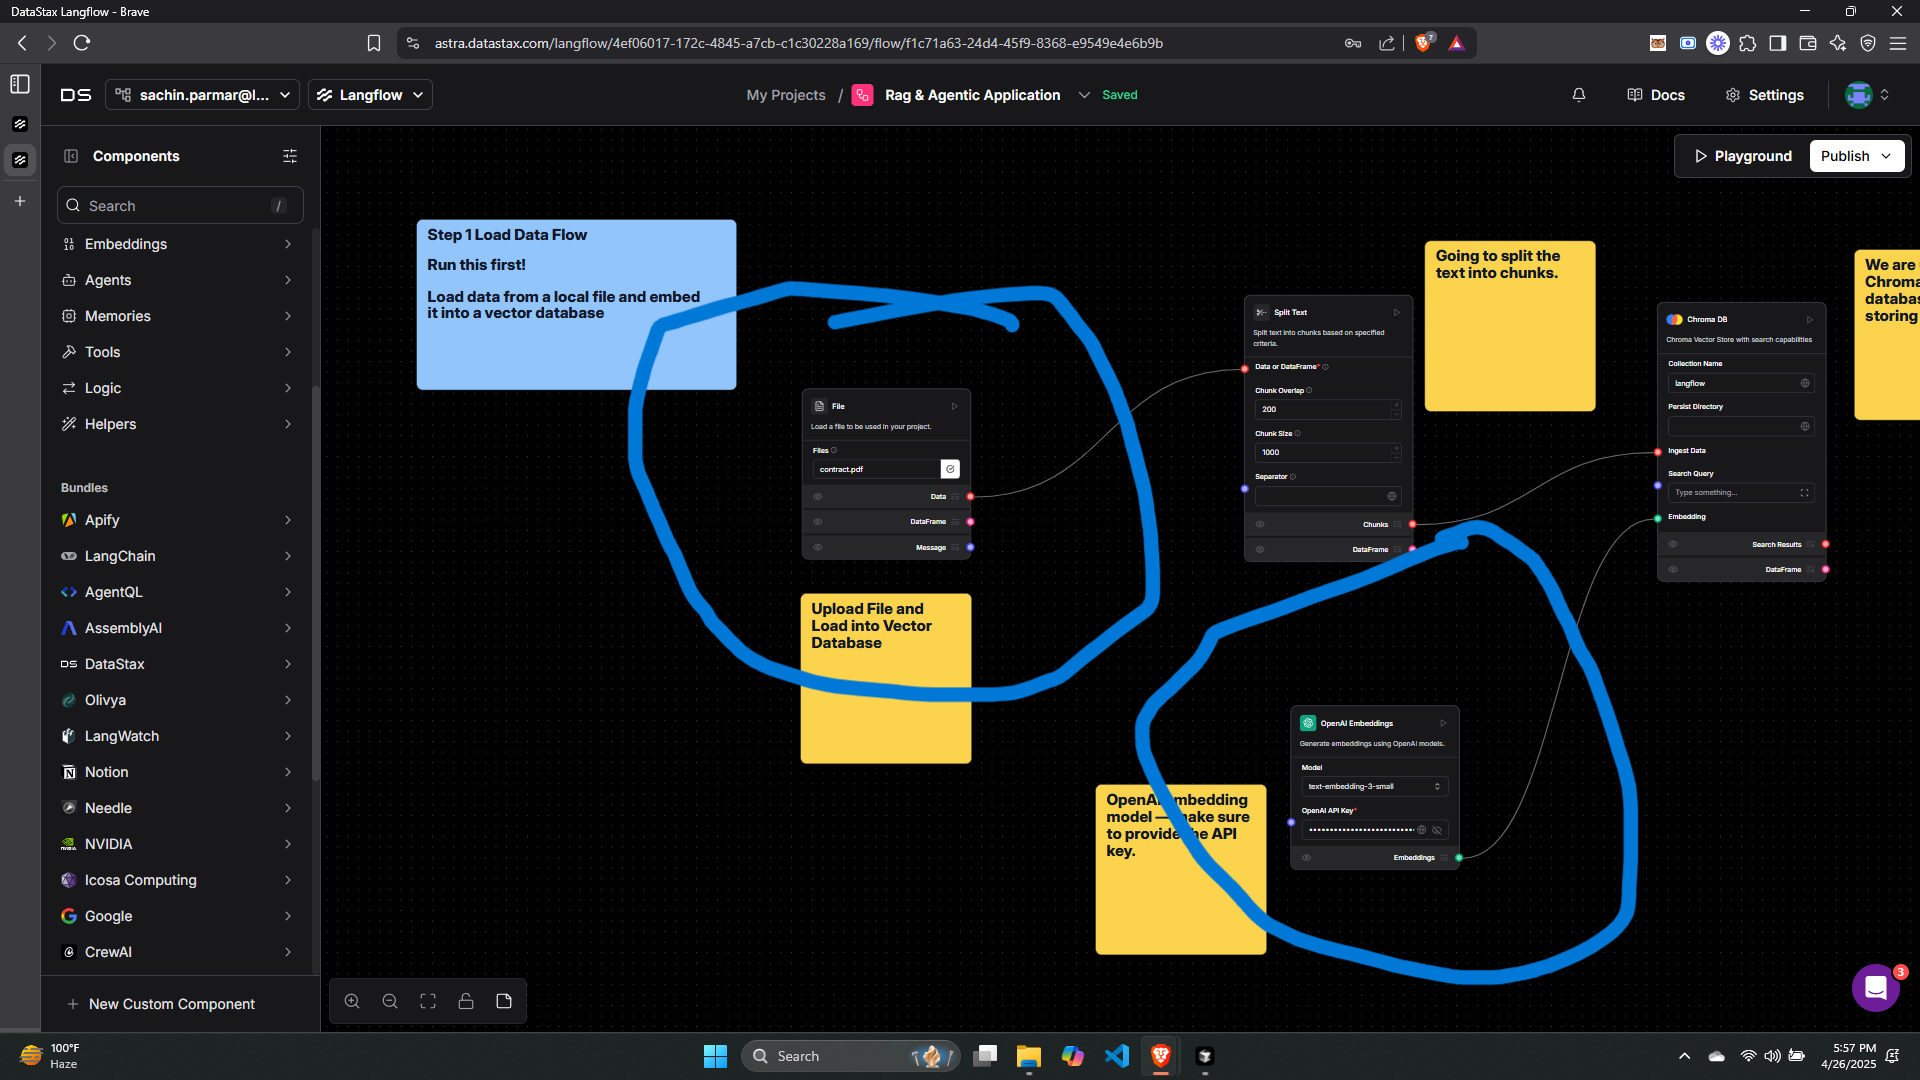 DataStax Langflow - Brave
astra.datastax.com/langflow/4ef06017-172c-4845-a7cb-c1c30228a169/flow/f1c71a63-24d4-45f9-8368-e9549e4e6b9b
7
DS
sachin.parmar@l...
Langflow
My Projects / Rag & Agentic Application
Saved
Docs
Settings
Components
Search /
Embeddings
Agents
Memories
Tools
Logic
Helpers
Bundles
Apify
LangChain
AgentQL
AssemblyAI
DS DataStax
Olivya
LangWatch
Notion
Needle
NVIDIA
Icosa Computing
Google
CrewAI
New Custom Component
Playground
Publish
Step 1 Load Data Flow
Run this first!
Load data from a local file and embed
it into a vector database
File
Load a file to be used in your project.
Files
contract.pdf
Data
DataFrame
Message
Upload File and
Load into Vector
Database
Split Text
Split text into chunks based on specified
criteria.
Data or DataFrame*
Chunk Overlap
200
Chunk Size
1000
Separator
Chunks
DataFrame
Going to split the
text into chunks.
OpenAI
model — make sure
to provide the API
key.
OpenAI Embeddings
Generate embeddings using OpenAI models.
Model
text-embedding-3-small
OpenAI API Key*
Embeddings
Chroma DB
Chroma Vector Store with search capabilities
Collection Name
langflow
Persist Directory
Ingest Data
Search Query
Type something...
Embedding
Search Results
DataFrame
We are
Chroma
databas
storing
3
100°F
Haze
Search
5:57 PM
4/26/2025